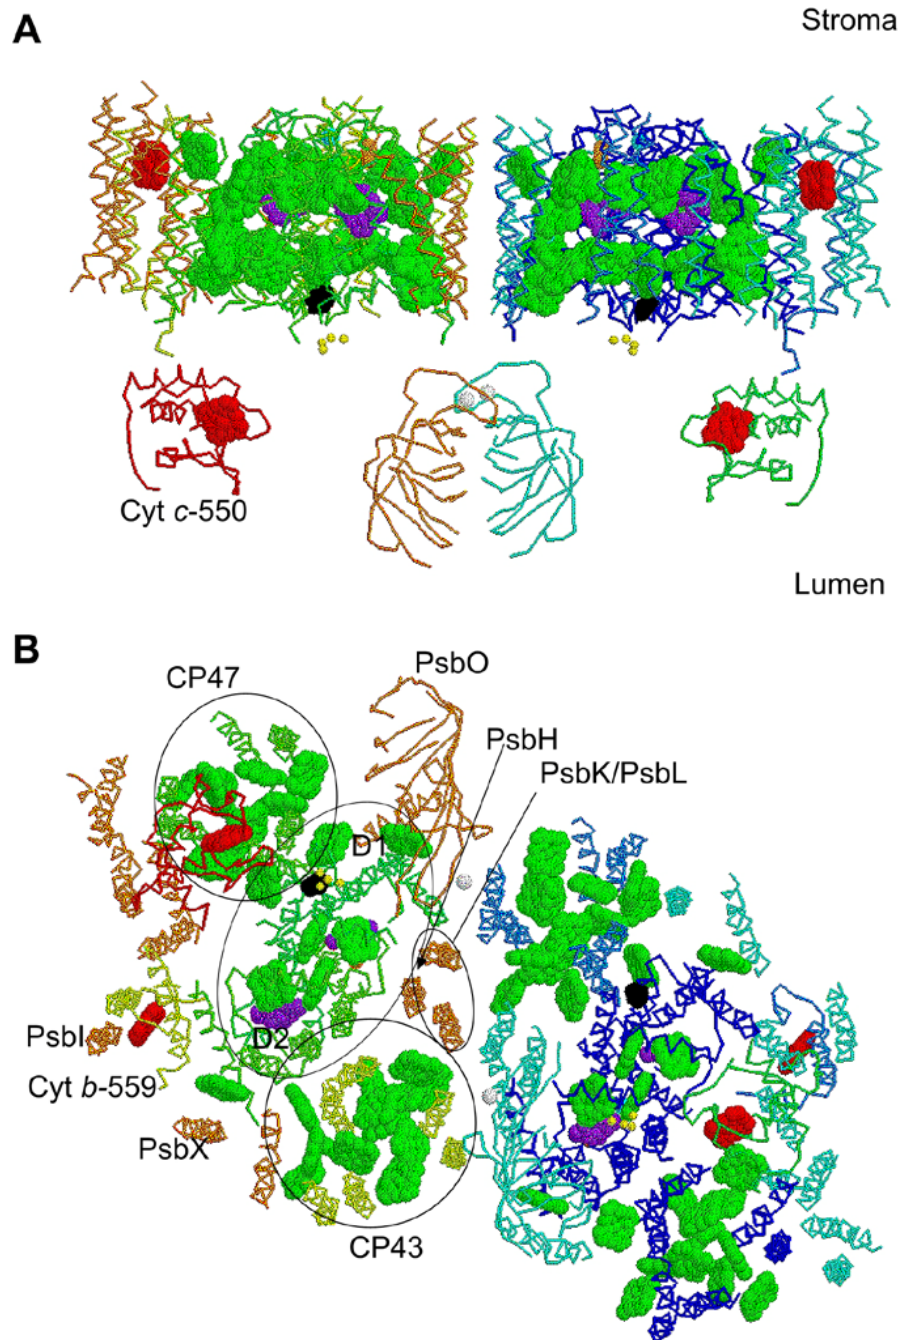 A
Stroma
Cyt c-550
Lumen
B
CP47
PsbO
PsbH
PsbK/PsbL
D1
D2
PsbI
Cyt b-559
PsbX
CP43